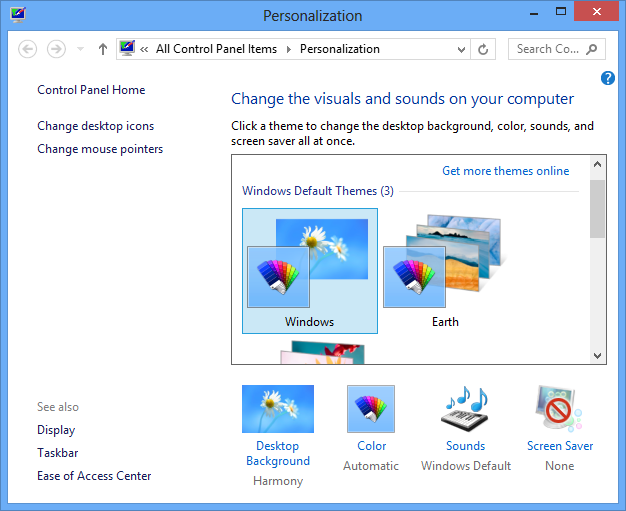 Personalization
« All Control Panel Items Personalization
Search Co...
Control Panel Home
Change desktop icons
Change mouse pointers
See also
Display
Taskbar
Ease of Access Center
?
Change the visuals and sounds on your computer
Click a theme to change the desktop background, color, sounds, and
screen saver all at once.
Get more themes online
Windows Default Themes (3)
Windows
Earth
Desktop
Background
Harmony
Color
Automatic
Sounds
Windows Default
Screen Saver
None